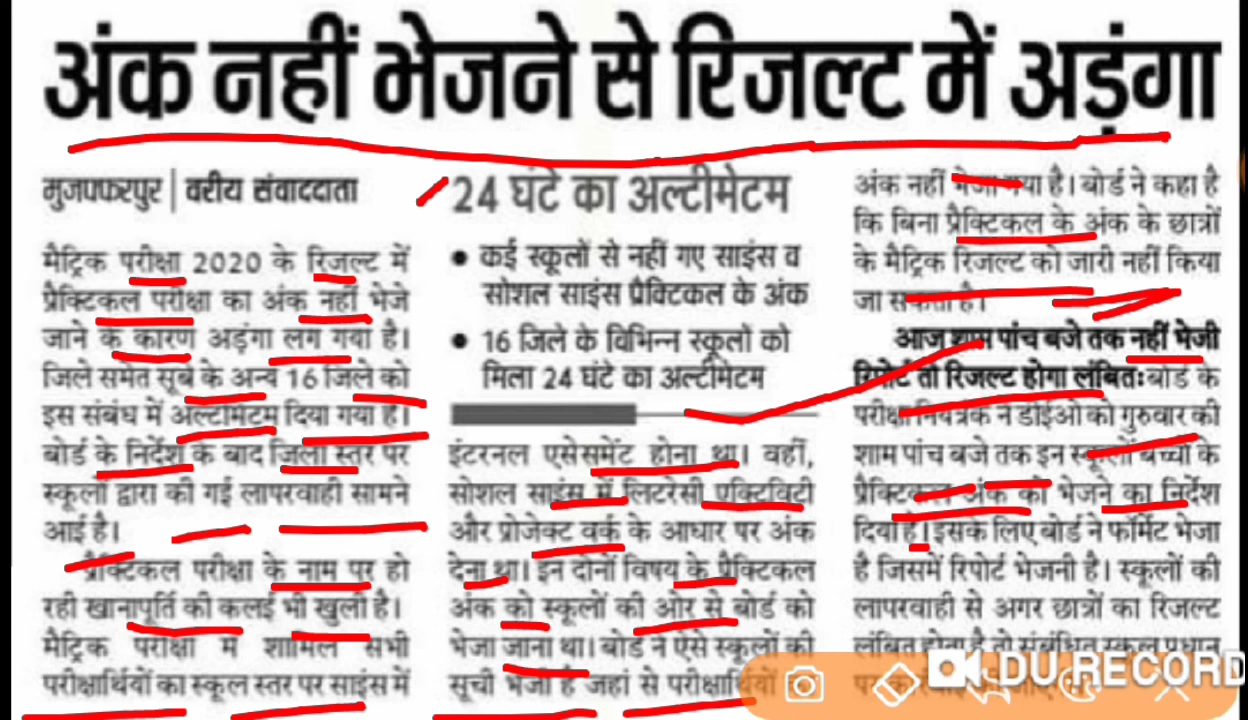 अंक नहीं भेजने से रिजल्ट में अड़ंगा
मुजफ्फरपुर | वरीय संवाददाता
मैट्रिक परीक्षा 2020 के रिजल्ट में
प्रैक्टिकल परीक्षा का अंक नहीं भेजे
जाने के कारण अड़ंगा लग गया है।
जिले समेत सूबे के अन्य 16 जिले को
इस संबंध में अल्टीमेटम दिया गया है।
बोर्ड के निर्देश के बाद जिला स्तर पर
स्कूलों द्वारा की गई लापरवाही सामने
आई है।
प्रैक्टिकल परीक्षा के नाम पर हो
रही खानापूर्ति की कलई भी खुली है।
मैट्रिक परीक्षा में शामिल सभी
परीक्षार्थियों का स्कूल स्तर पर साइंस में
24 घंटे का अल्टीमेटम
• कई स्कूलों से नहीं गए साइंस व
सोशल साइंस प्रैक्टिकल के अंक
• 16 जिले के विभिन्न स्कूलों को
मिला 24 घंटे का अल्टीमेटम
इंटरनल एसेसमेंट होना था। वहीं,
सोशल साइंस में लिटरेसी एक्टिविटी
और प्रोजेक्ट वर्क के आधार पर अंक
देना था। इन दोनों विषय के प्रैक्टिकल
अंक को स्कूलों की ओर से बोर्ड को
भेजा जाना था। बोर्ड ने ऐसे स्कूलों की
सूची भेजी है जहां से परीक्षार्थियों
अंक नहीं भेजा गया है। बोर्ड ने कहा है
कि बिना प्रैक्टिकल के अंक के छात्रों
के मैट्रिक रिजल्ट को जारी नहीं किया
जा सकता है।
आज शाम पांच बजे तक नहीं भेजी
रिपोर्ट तो रिजल्ट होगा लंबित: बोर्ड के
परीक्षा नियंत्रक ने डीईओ को गुरुवार की
शाम पांच बजे तक इन स्कूलों बच्चों के
प्रैक्टिकल अंक को भेजने का निर्देश
दिया है। इसके लिए बोर्ड ने फॉर्मेट भेजा
है जिसमें रिपोर्ट भेजनी है। स्कूलों की
लापरवाही से अगर छात्रों का रिजल्ट
लंबित होता है तो संबंधित स्कूल प्रधान
पर
DU RECORD